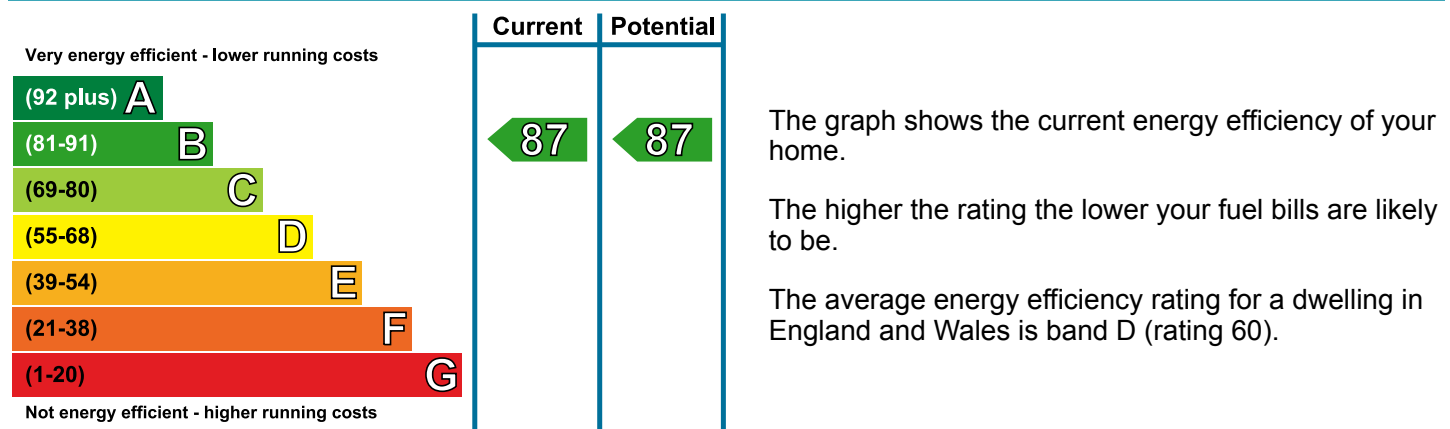 Current Potential
Very energy efficient - lower running costs
(92 plus) A
(81-91) B
87 87
(69-80) C
(55-68) D
(39-54) E
(21-38) F
(1-20) G
Not energy efficient - higher running costs
The graph shows the current energy efficiency of your
home.
The higher the rating the lower your fuel bills are likely
to be.
The average energy efficiency rating for a dwelling in
England and Wales is band D (rating 60).